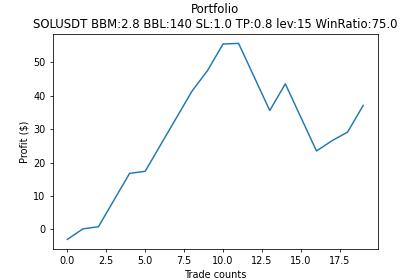 Portfolio
SOLUSDT BBM:2.8 BBL:140 SL:1.0 TP:0.8 lev:15 WinRatio:75.0
50
40
30
20
10
0
Profit ($)
0.0 2.5 5.0 7.5 10.0 12.5 15.0 17.5
Trade counts